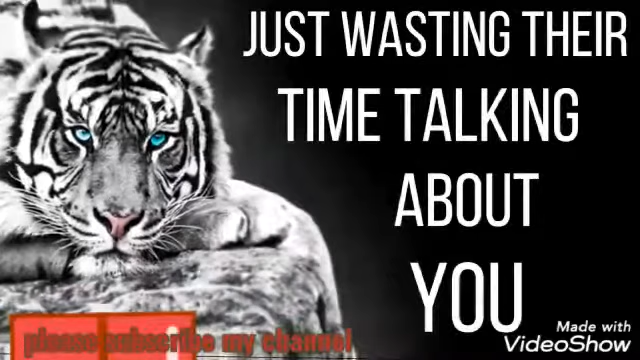 JUST WASTING THEIR
TIME TALKING
ABOUT
YOU
please subscribe my channel
Made with
VideoShow